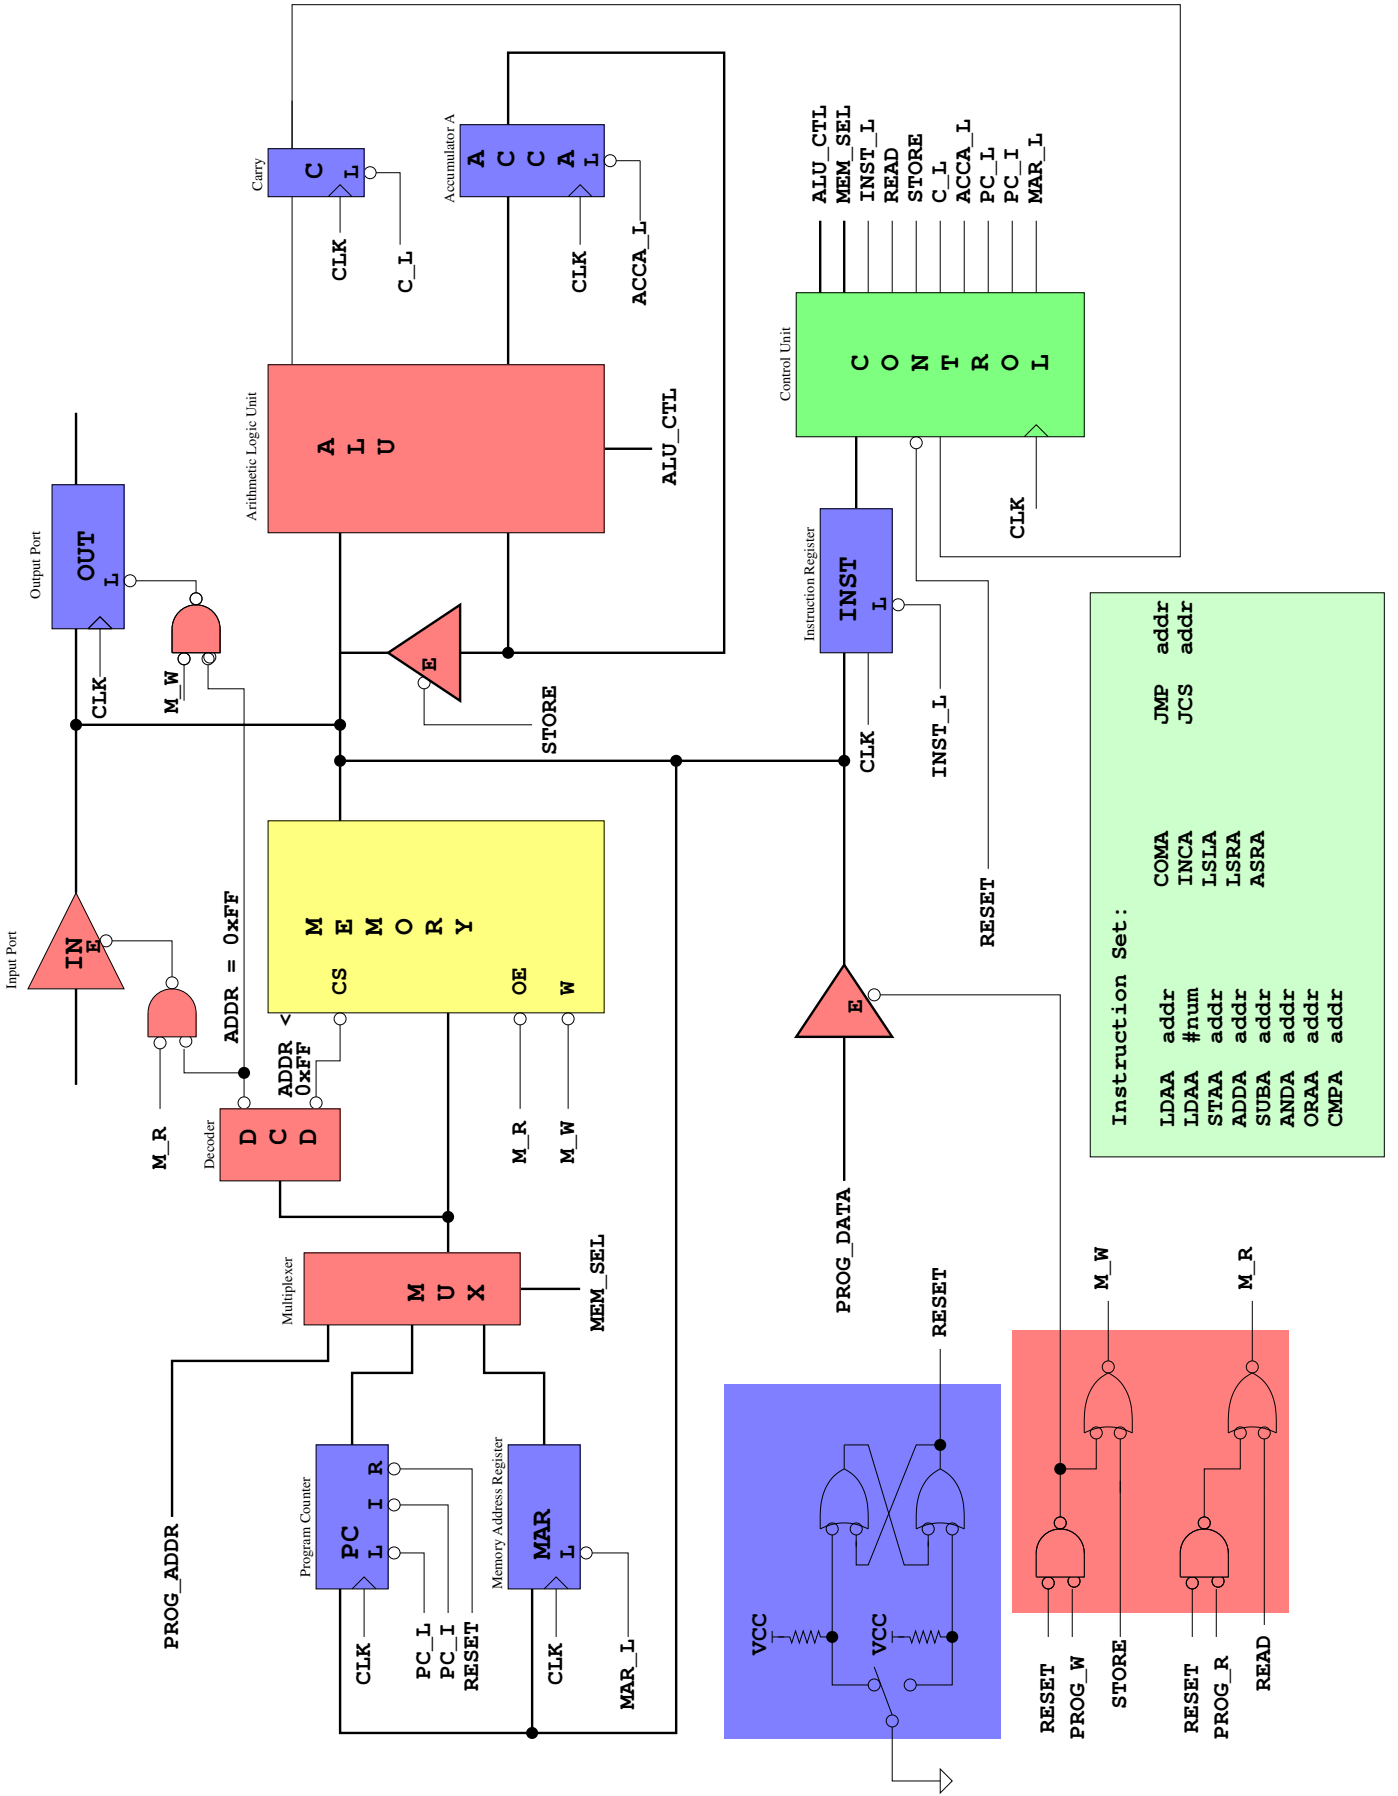 Input Port
IN
E
Output Port
OUT
L
CLK
M_W
M_R
ADDR = 0xFF
Decoder
D
C
D
ADDR <
0xFF
M
E
M
O
R
Y
CS
OE
W
M_R
M_W
Arithmetic Logic Unit
A
L
U
ALU_CTL
Carry
C
L
CLK
C_L
Accumulator A
A
C
C
A
L
CLK
ACCA_L
E
STORE
PROG_ADDR
Multiplexer
M
U
X
MEM_SEL
Program Counter
PC
L
I
R
CLK
PC_L
PC_I
RESET
Memory Address Register
MAR
L
CLK
MAR_L
Control Unit
C
O
N
T
R
O
L
CLK
ALU_CTL
MEM_SEL
INST_L
READ
STORE
C_L
ACCA_L
PC_L
PC_I
MAR_L
Instruction Register
INST
L
CLK
INST_L
RESET
PROG_DATA
E
VCC
VCC
RESET
RESET
PROG_W
STORE
M_W
RESET
PROG_R
READ
M_R
Instruction Set:
LDAA addr COMA JMP addr
LDAA #num INCA JCS addr
STAA addr LSLA
ADDA addr LSRA
SUBA addr ASRA
ANDA addr
ORAA addr
CMPA addr